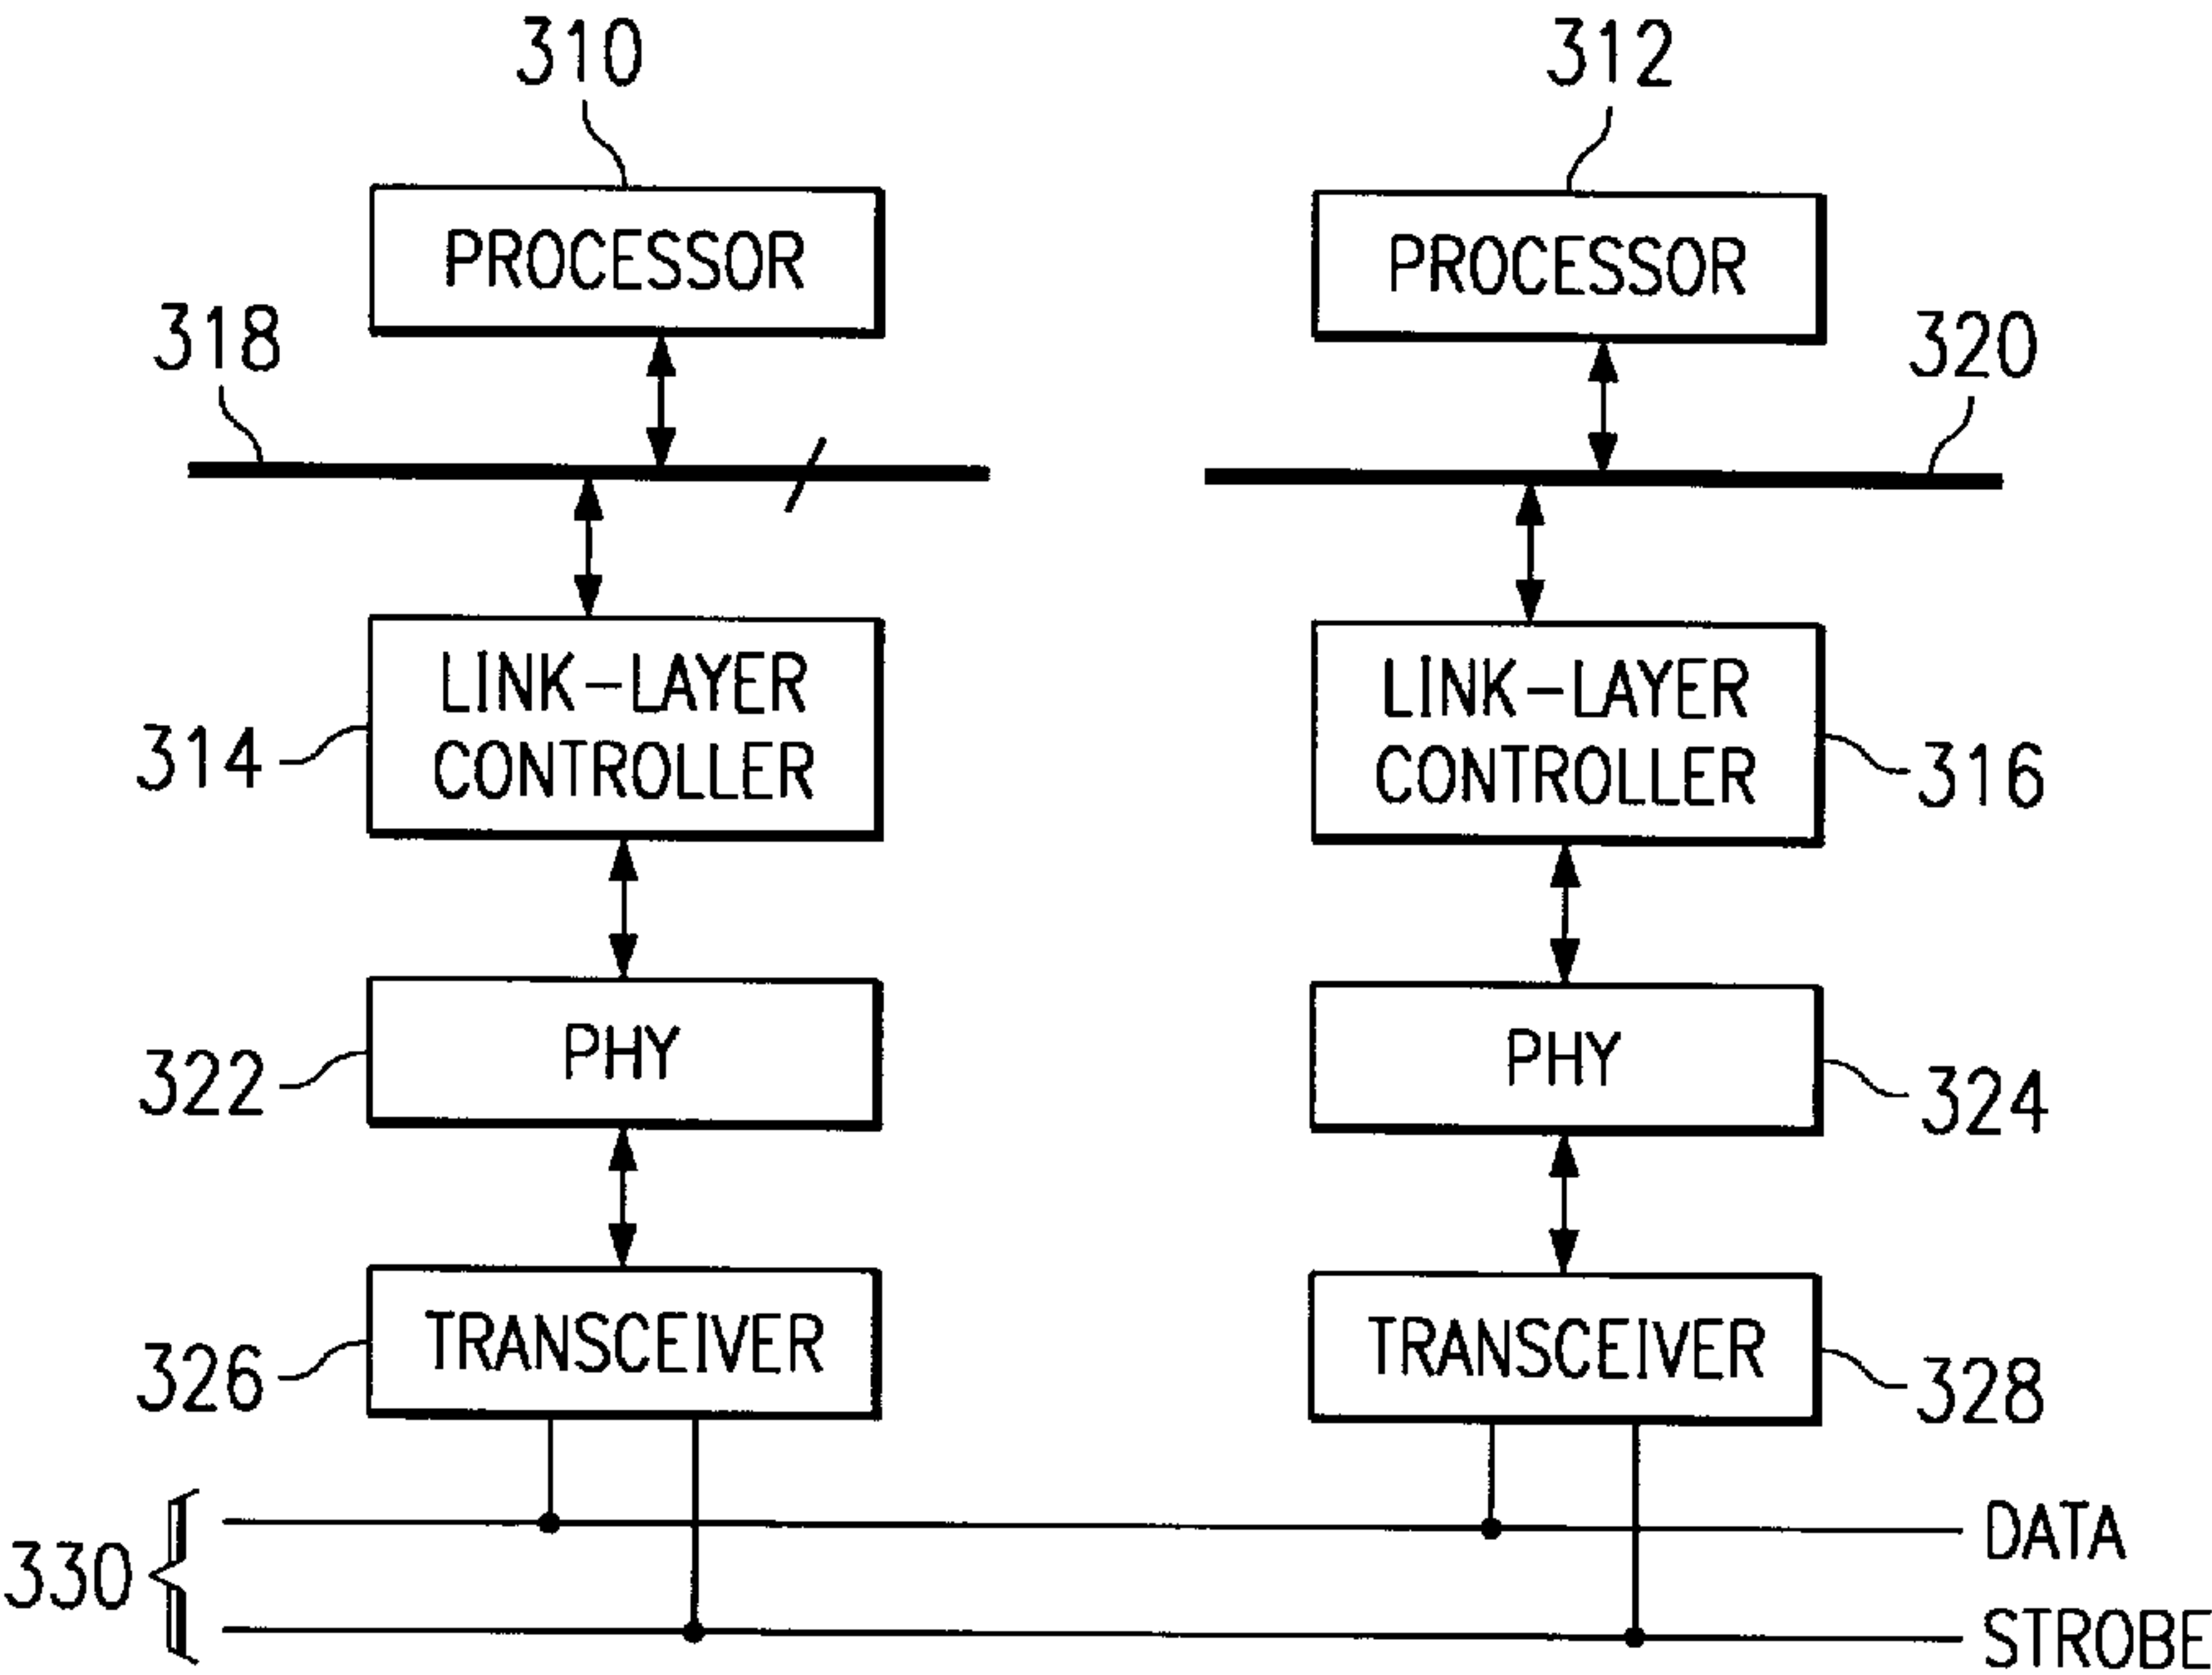 310
312
PROCESSOR
PROCESSOR
318
320
LINK-LAYER
CONTROLLER
LINK-LAYER
CONTROLLER
314
316
PHY
PHY
322
324
TRANSCEIVER
TRANSCEIVER
326
328
330
DATA
STROBE